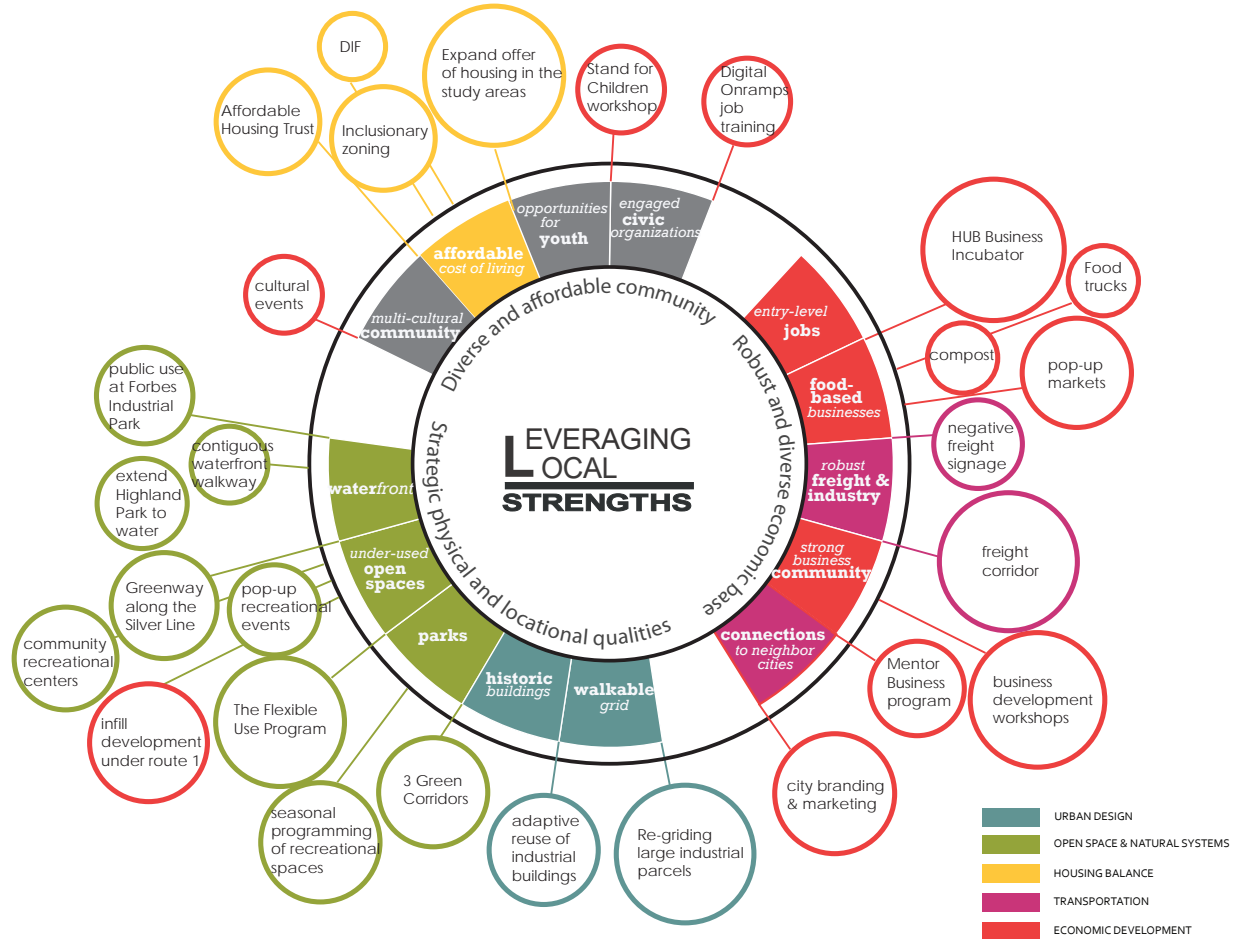 DIF
Expand offer
of housing in the
study areas
Stand for
Children
workshop
Digital
Onramps
job
training
Affordable
Housing Trust
Inclusionary
zoning
cultural
events
opportunities
for
youth
engaged
civic
organizations
affordable
cost of living
multi-cultural
community
Diverse and affordable community
HUB Business
Incubator
Food
trucks
compost
pop-up
markets
entry-level
jobs
food-
based
businesses
negative
freight
signage
robust
freight &
industry
freight
corridor
strong
business
community
connections
to neighbor
cities
Robust and diverse economic base
Mentor
Business
program
business
development
workshops
city branding
& marketing
LEVERAGING
LOCAL
STRENGTHS
public use
at Forbes
Industrial
Park
contiguous
waterfront
walkway
extend
Highland
Park to
water
waterfront
under-used
open
spaces
parks
historic
buildings
walkable
grid
Strategic physical and locational qualities
Greenway
along the
Silver Line
pop-up
recreational
events
community
recreational
centers
infill
development
under route 1
The Flexible
Use Program
seasonal
programming
of recreational
spaces
3 Green
Corridors
adaptive
reuse of
industrial
buildings
Re-griding
large industrial
parcels
URBAN DESIGN
OPEN SPACE & NATURAL SYSTEMS
HOUSING BALANCE
TRANSPORTATION
ECONOMIC DEVELOPMENT